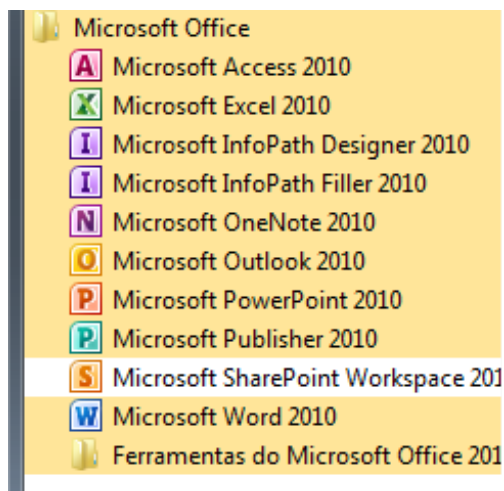 Microsoft Office
Microsoft Access 2010
Microsoft Excel 2010
Microsoft InfoPath Designer 2010
Microsoft InfoPath Filler 2010
Microsoft OneNote 2010
Microsoft Outlook 2010
Microsoft PowerPoint 2010
Microsoft Publisher 2010
Microsoft SharePoint Workspace 201
Microsoft Word 2010
Ferramentas do Microsoft Office 201